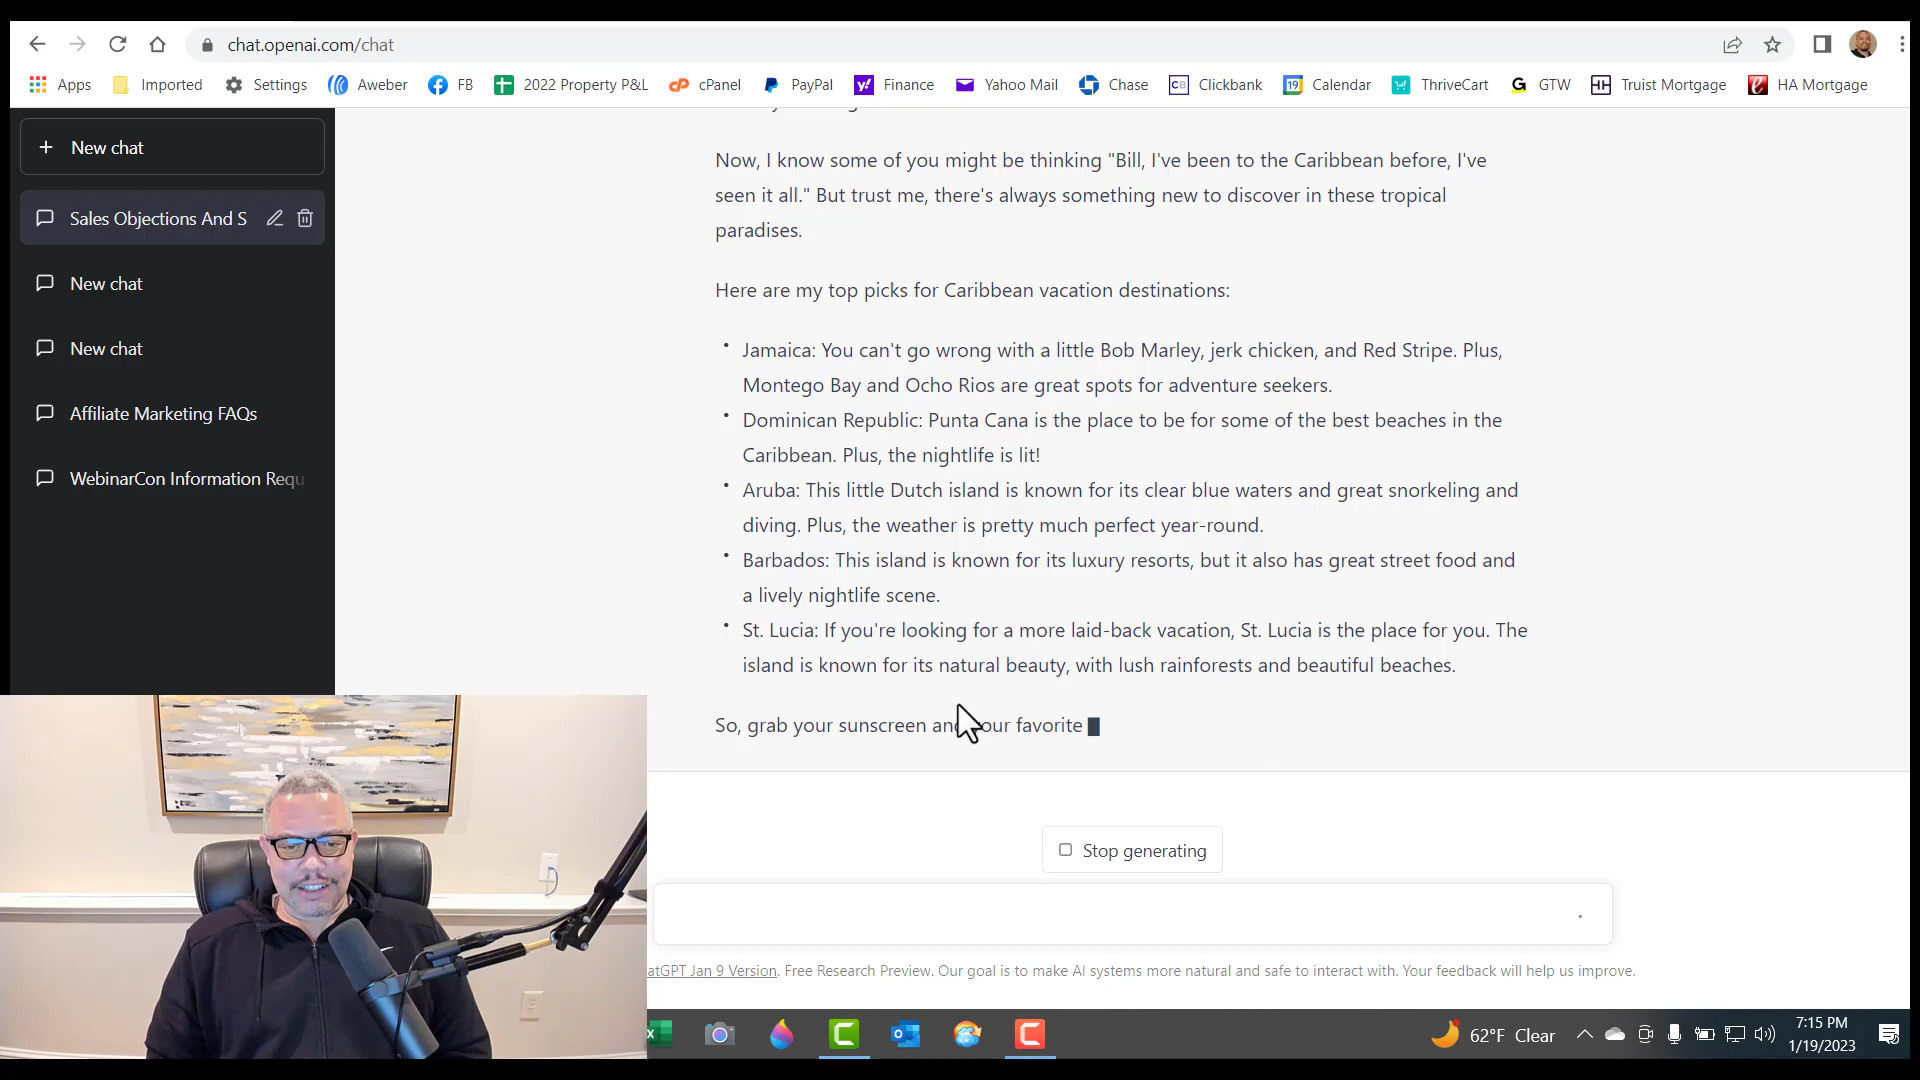 chat.openai.com/chat
Apps Imported Settings Aweber FB 2022 Property P&L cPanel PayPal Finance Yahoo Mail Chase Clickbank Calendar ThriveCart GTW Truist Mortgage HA Mortgage
New chat
Sales Objections And S
New chat
New chat
Affiliate Marketing FAQs
WebinarCon Information Requ
Now, I know some of you might be thinking "Bill, I've been to the Caribbean before, I've
seen it all." But trust me, there's always something new to discover in these tropical
paradises.
Here are my top picks for Caribbean vacation destinations:
• Jamaica: You can't go wrong with a little Bob Marley, jerk chicken, and Red Stripe. Plus,
Montego Bay and Ocho Rios are great spots for adventure seekers.
• Dominican Republic: Punta Cana is the place to be for some of the best beaches in the
Caribbean. Plus, the nightlife is lit!
• Aruba: This little Dutch island is known for its clear blue waters and great snorkeling and
diving. Plus, the weather is pretty much perfect year-round.
• Barbados: This island is known for its luxury resorts, but it also has great street food and
a lively nightlife scene.
• St. Lucia: If you're looking for a more laid-back vacation, St. Lucia is the place for you. The
island is known for its natural beauty, with lush rainforests and beautiful beaches.
So, grab your sunscreen and our favorite
Stop generating
atGPT Jan 9 Version. Free Research Preview. Our goal is to make AI systems more natural and safe to interact with. Your feedback will help us improve.
62°F Clear
7:15 PM
1/19/2023